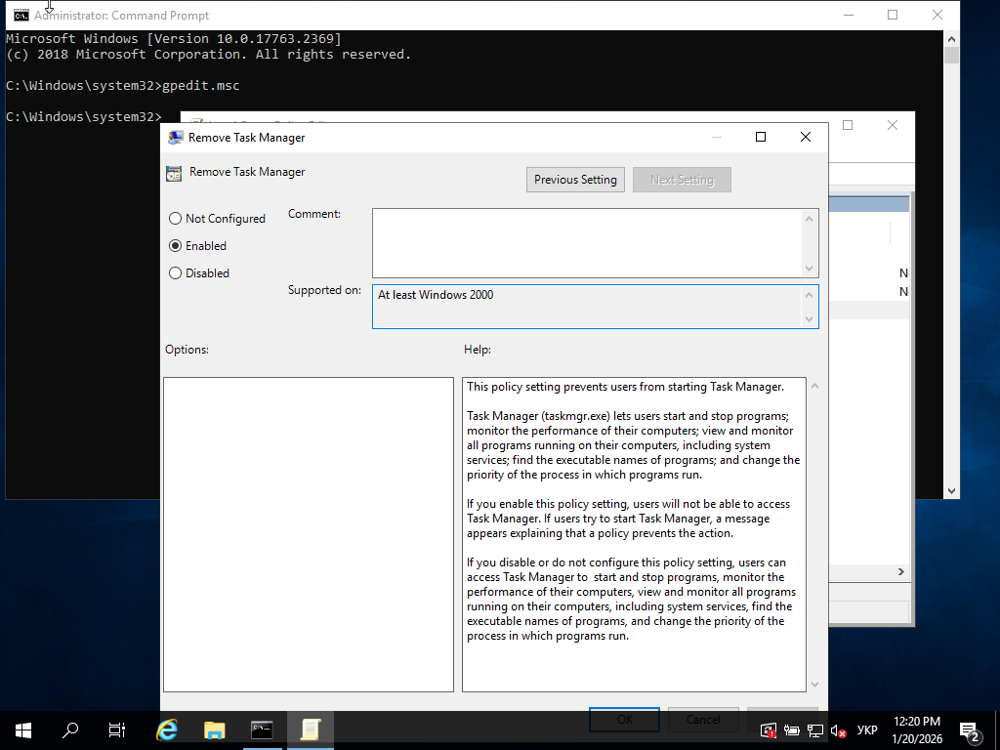 Administrator: Command Prompt
Microsoft Windows [Version 10.0.17763.2369]
(c) 2018 Microsoft Corporation. All rights reserved.
C:\Windows\system32>gpedit.msc
C:\Windows\system32>
Remove Task Manager
Remove Task Manager
Previous Setting
Next Setting
Not Configured
Enabled
Disabled
Comment:
Supported on:
At least Windows 2000
N
N
Options:
Help:
This policy setting prevents users from starting Task Manager.
Task Manager (taskmgr.exe) lets users start and stop programs;
monitor the performance of their computers; view and monitor
all programs running on their computers, including system
services; find the executable names of programs; and change the
priority of the process in which programs run.
If you enable this policy setting, users will not be able to access
Task Manager. If users try to start Task Manager, a message
appears explaining that a policy prevents the action.
If you disable or do not configure this policy setting, users can
access Task Manager to  start and stop programs, monitor the
performance of their computers, view and monitor all programs
running on their computers, including system services, find the
executable names of programs, and change the priority of the
process in which programs run.
OK
Cancel
УКР
12:20 PM
1/20/2026
2